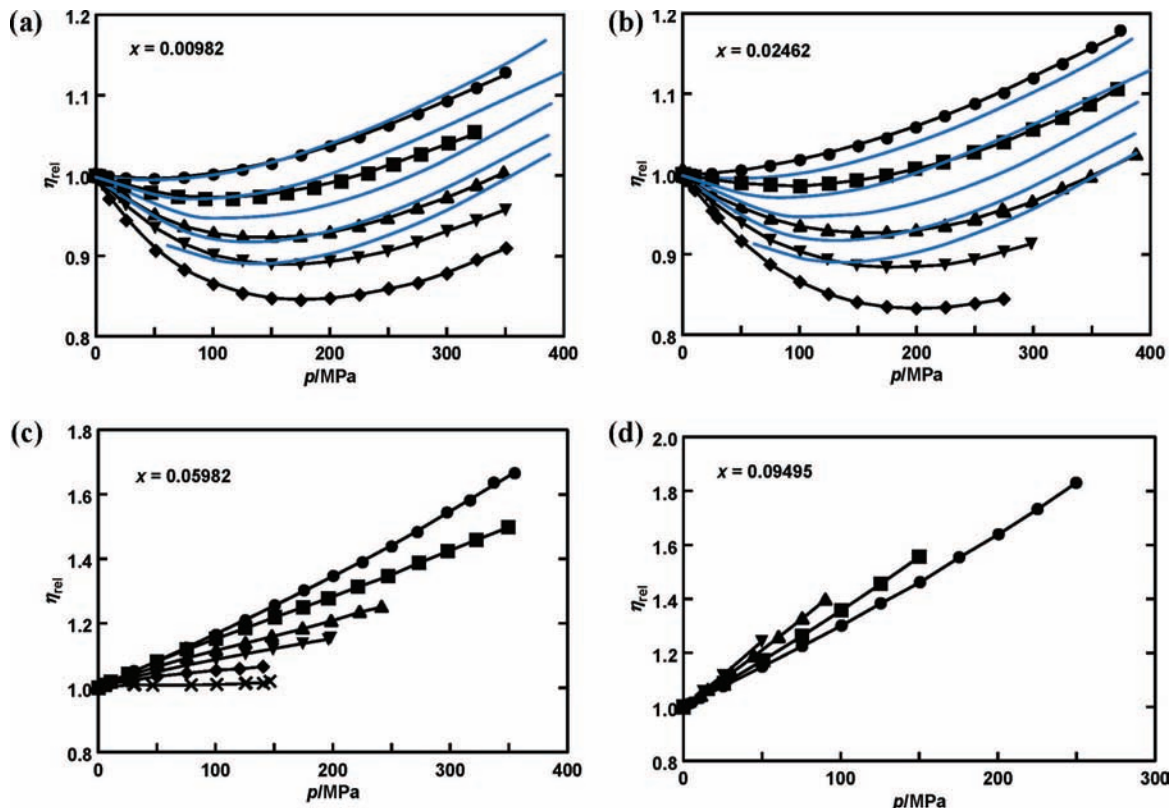 (a)
x = 0.00982
1.2
1.1
1.0
0.9
0.8
ηrel
0 100 200 300 400
p/MPa
(b)
x = 0.02462
1.2
1.1
1.0
0.9
0.8
ηrel
0 100 200 300 400
p/MPa
(c)
x = 0.05982
1.8
1.6
1.4
1.2
1.0
0.8
ηrel
0 100 200 300 400
p/MPa
(d)
x = 0.09495
2.0
1.8
1.6
1.4
1.2
1.0
0.8
ηrel
0 100 200 300
p/MPa